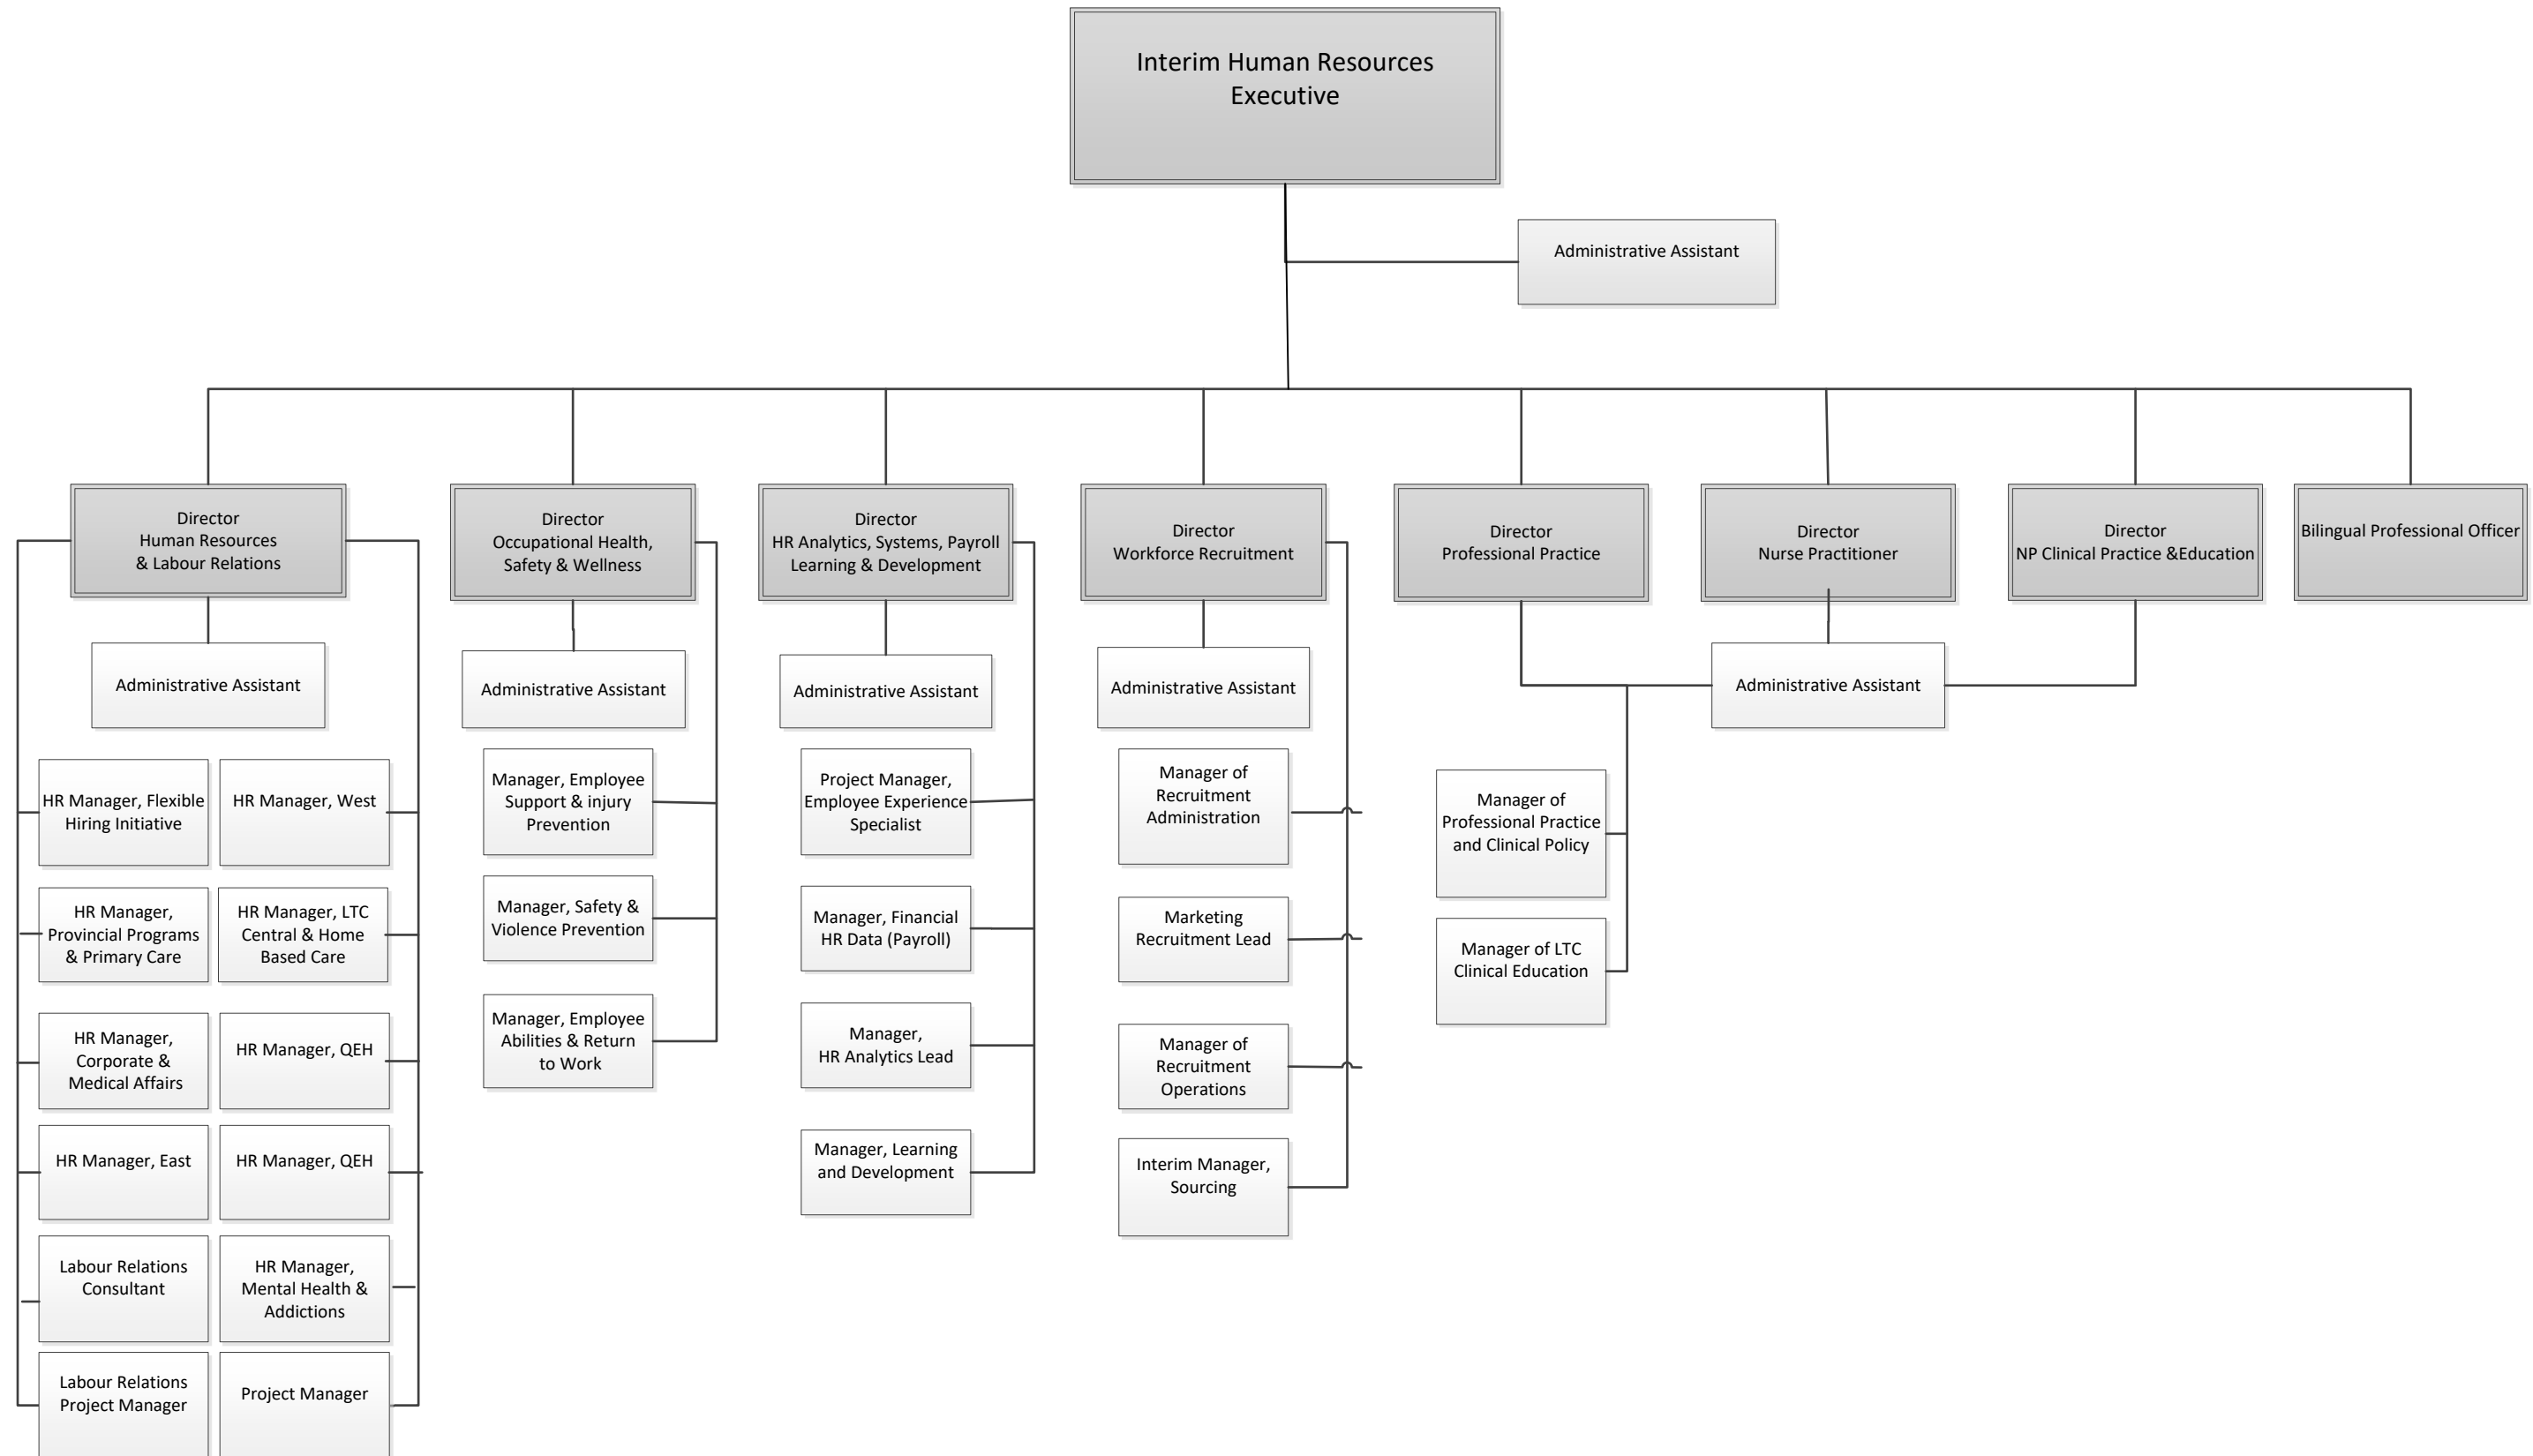 Interim Human Resources
Executive
Administrative Assistant
Director
Human Resources
& Labour Relations
Director
Occupational Health,
Safety & Wellness
Director
HR Analytics, Systems, Payroll
Learning & Development
Director
Workforce Recruitment
Director
Professional Practice
Director
Nurse Practitioner
Director
NP Clinical Practice &Education
Bilingual Professional Officer
Administrative Assistant
Administrative Assistant
Administrative Assistant
Administrative Assistant
Administrative Assistant
HR Manager, Flexible
Hiring Initiative
HR Manager, West
HR Manager,
Provincial Programs
& Primary Care
HR Manager, LTC
Central & Home
Based Care
HR Manager,
Corporate &
Medical Affairs
HR Manager, QEH
HR Manager, East
HR Manager, QEH
Labour Relations
Consultant
HR Manager,
Mental Health &
Addictions
Labour Relations
Project Manager
Project Manager
Manager, Employee
Support & injury
Prevention
Manager, Safety &
Violence Prevention
Manager, Employee
Abilities & Return
to Work
Project Manager,
Employee Experience
Specialist
Manager, Financial
HR Data (Payroll)
Manager,
HR Analytics Lead
Manager, Learning
and Development
Manager of
Recruitment
Administration
Marketing
Recruitment Lead
Manager of
Recruitment
Operations
Interim Manager,
Sourcing
Manager of
Professional Practice
and Clinical Policy
Manager of LTC
Clinical Education